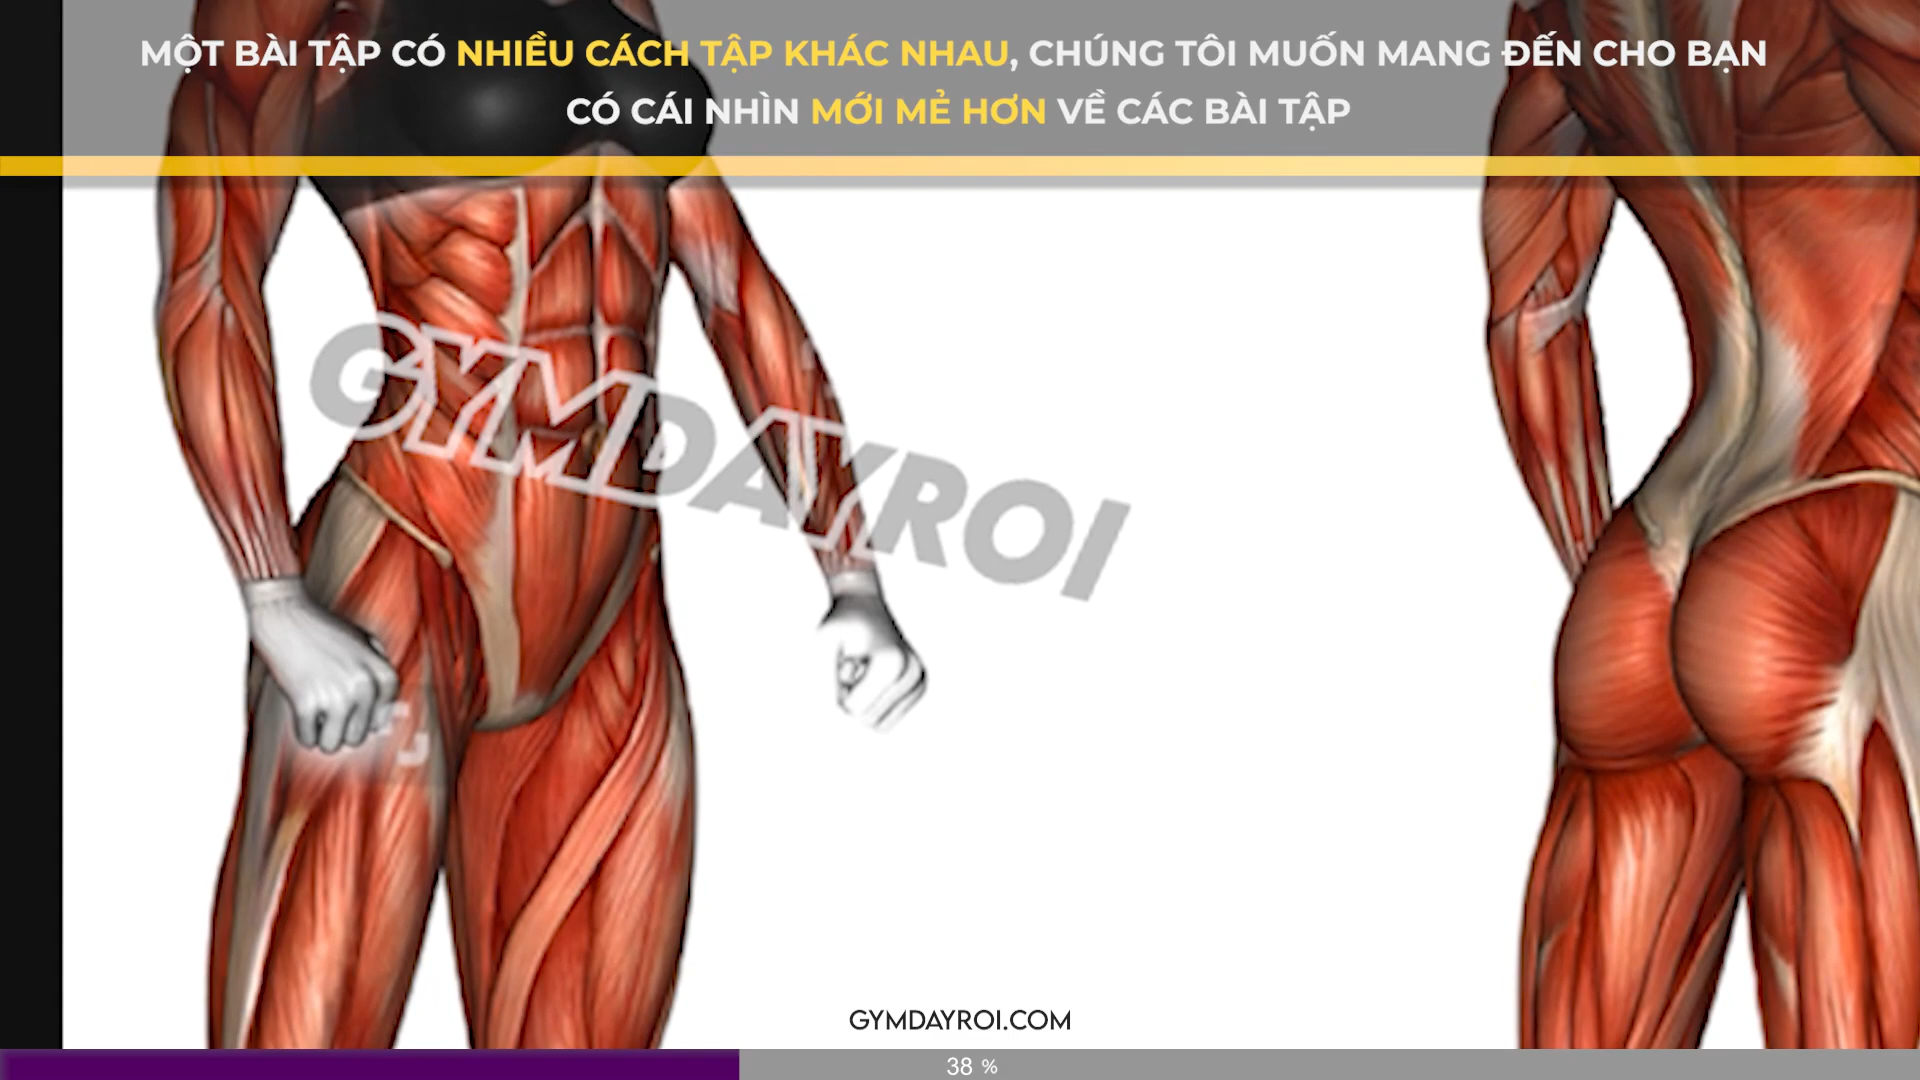 MỘT BÀI TẬP CÓ NHIỀU CÁCH TẬP KHÁC NHAU, CHÚNG TÔI MUỐN MANG ĐẾN CHO BẠN
CÓ CÁI NHÌN MỚI MẺ HƠN VỀ CÁC BÀI TẬP
GYMDAYROI
GYMDAYROI.COM
38 %